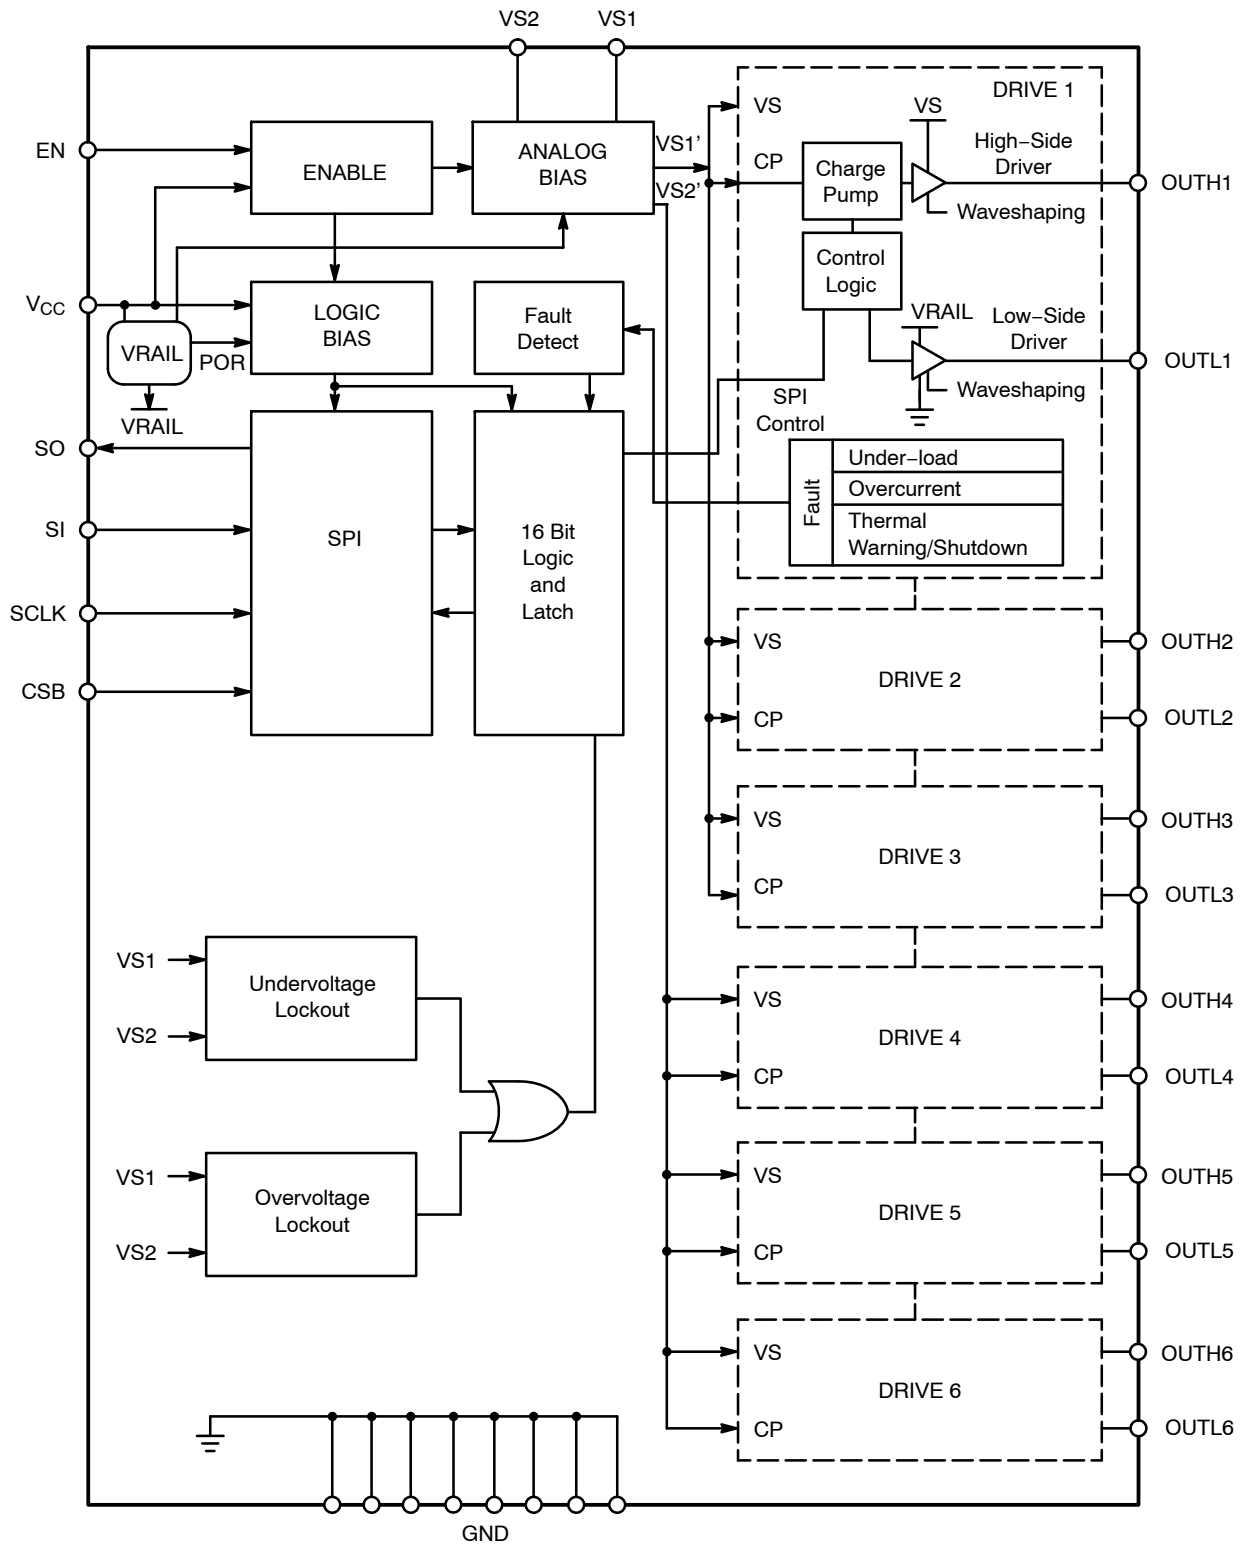 VS2
VS1
DRIVE 1
VS
VS
EN
ENABLE
ANALOG
BIAS
VS1’
VS2’
CP
Charge
Pump
High−Side
Driver
OUTH1
Waveshaping
Control
Logic
VCC
VRAIL
POR
VRAIL
LOGIC
BIAS
Fault
Detect
VRAIL
Low−Side
Driver
OUTL1
Waveshaping
SPI
Control
SO
SI
SCLK
CSB
SPI
16 Bit
Logic
and
Latch
Fault
Under−load
Overcurrent
Thermal
Warning/Shutdown
VS
DRIVE 2
CP
OUTH2
OUTL2
VS
DRIVE 3
CP
OUTH3
OUTL3
VS1
VS2
Undervoltage
Lockout
VS
DRIVE 4
CP
OUTH4
OUTL4
VS1
VS2
Overvoltage
Lockout
VS
DRIVE 5
CP
OUTH5
OUTL5
VS
DRIVE 6
CP
OUTH6
OUTL6
GND